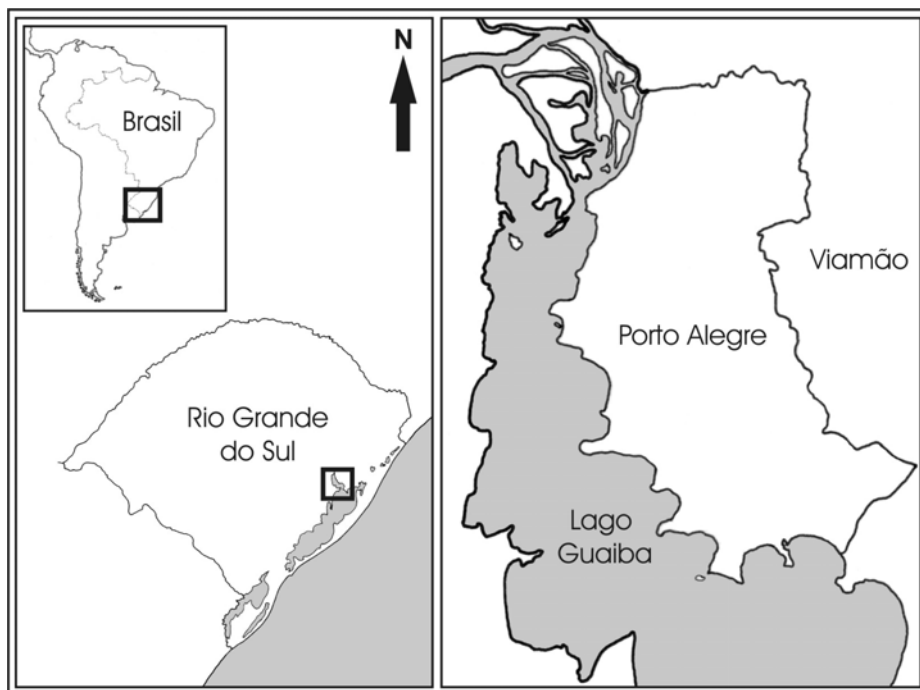 Brasil
N
Rio Grande
do Sul
Viamão
Porto Alegre
Lago
Guaiba